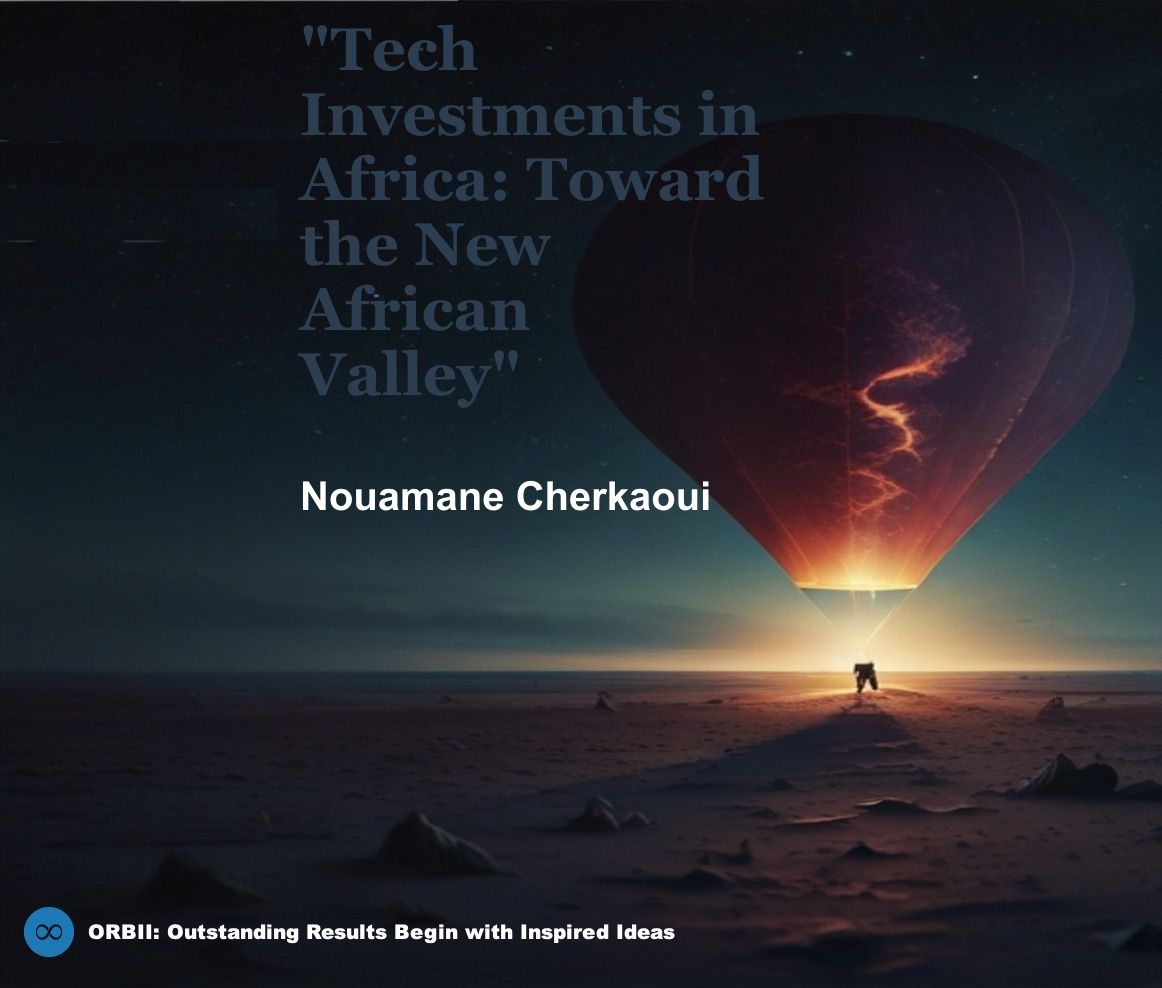 "Tech
Investments in
Africa: Toward
the New
African
Valley"
Nouamane Cherkaoui
ORBII: Outstanding Results Begin with Inspired Ideas